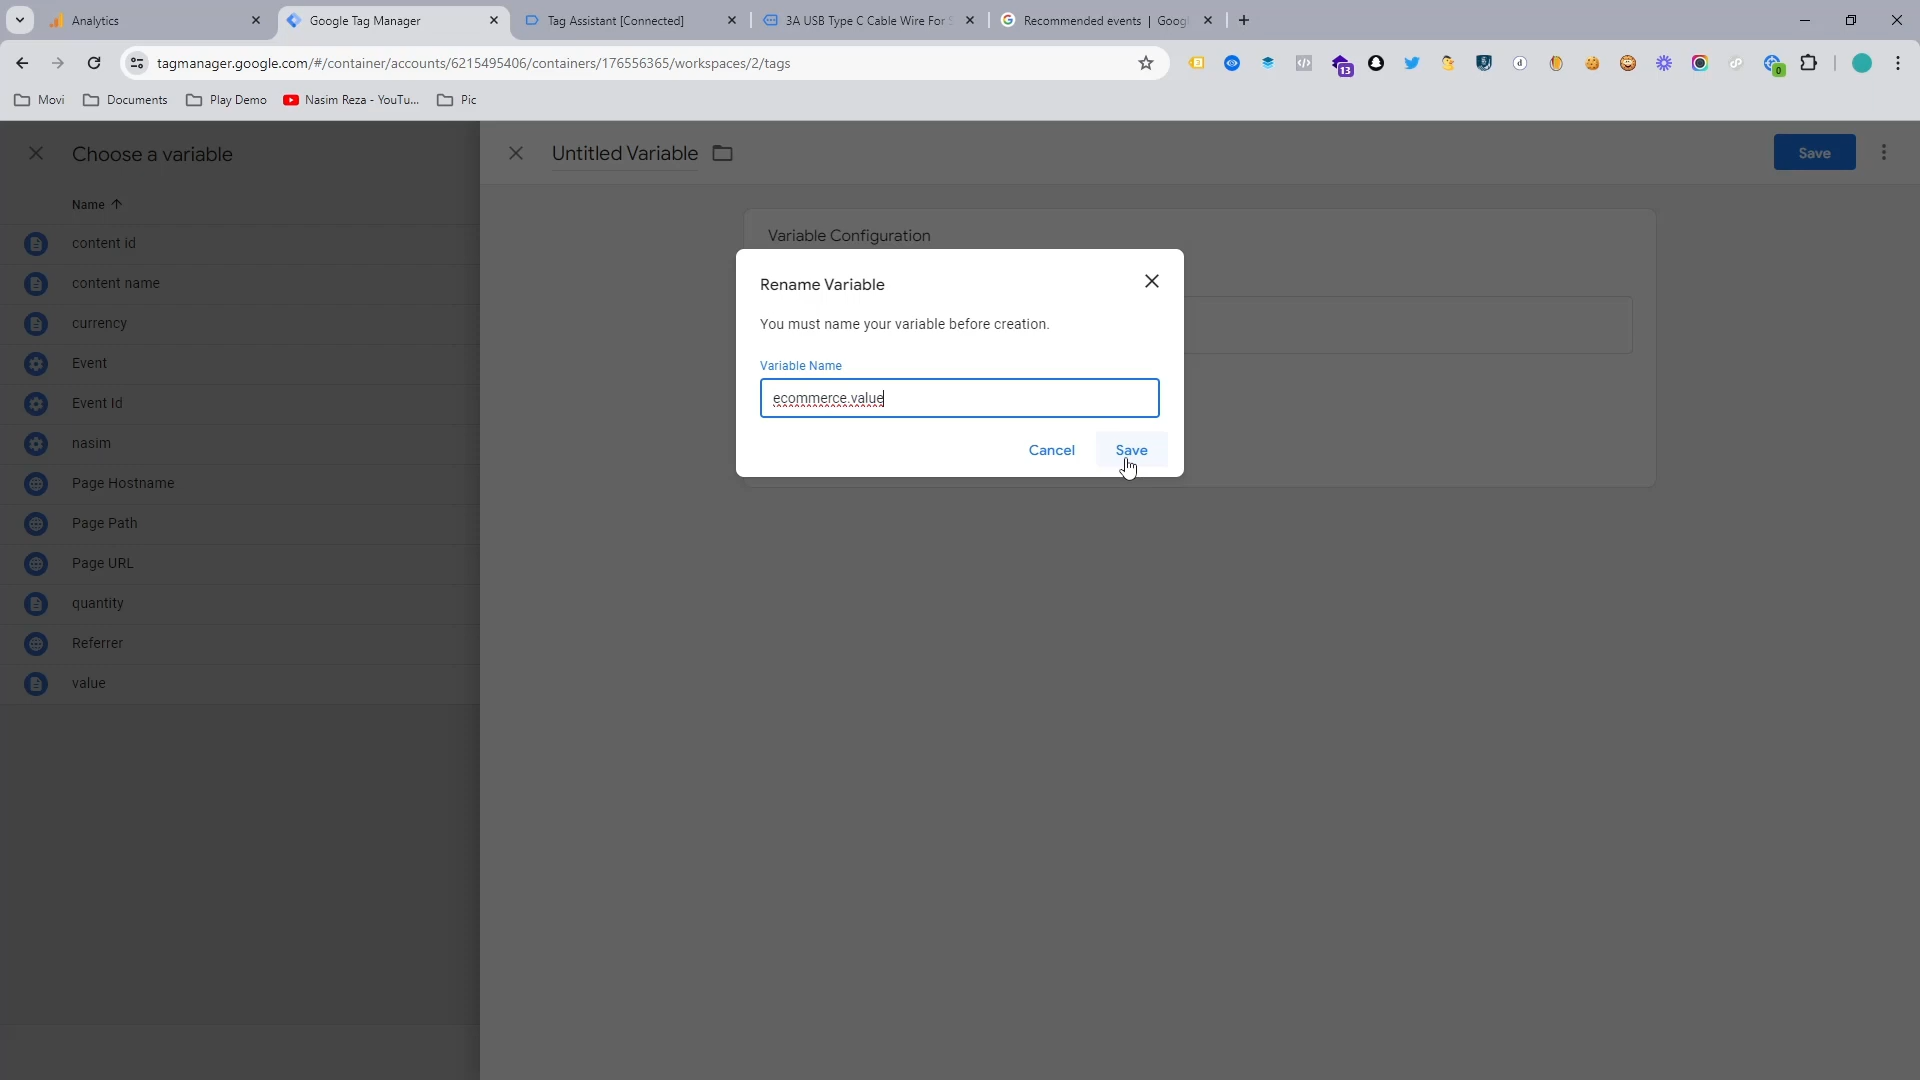 Analytics
Google Tag Manager
Tag Assistant [Connected]
3A USB Type C Cable Wire For S
Recommended events | Goog
tagmanager.google.com/#/container/accounts/6215495406/containers/176556365/workspaces/2/tags
13
0
Movi
Documents
Play Demo
Nasim Reza - YouTu...
Pic
Choose a variable
Untitled Variable
Save
Name
Variable Configuration
content id
content name
currency
Event
Event Id
nasim
Page Hostname
Page Path
Page URL
quantity
Referrer
value
Rename Variable
You must name your variable before creation.
Variable Name
ecommerce.value
Cancel
Save